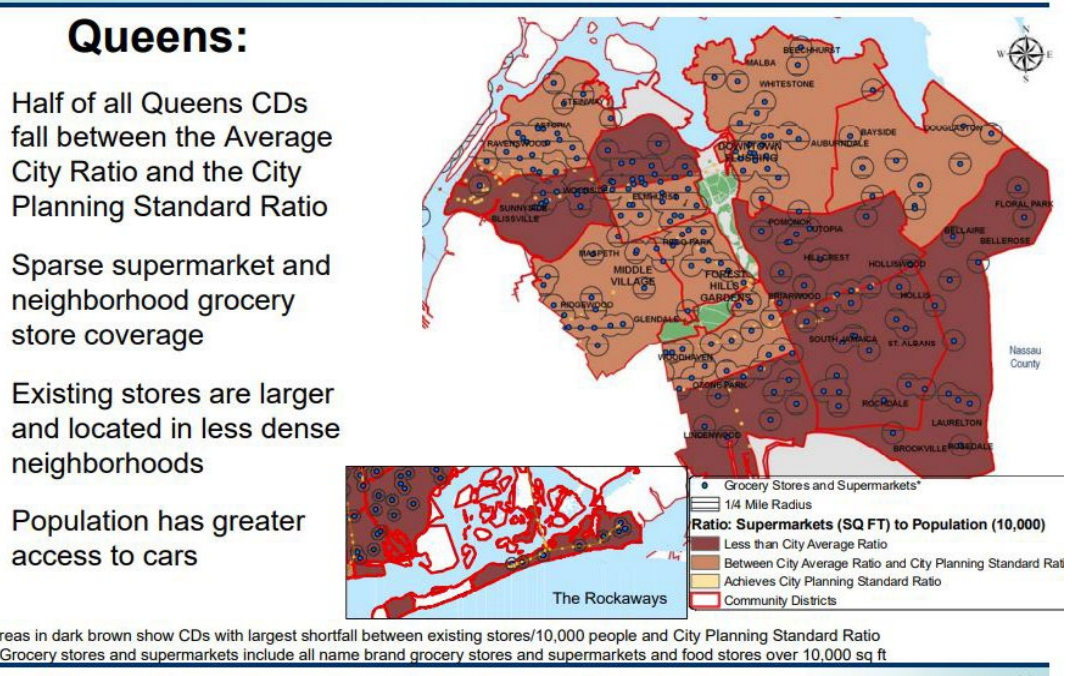 Queens:
Half of all Queens CDs
fall between the Average
City Ratio and the City
Planning Standard Ratio
Sparse supermarket and
neighborhood grocery
store coverage
Existing stores are larger
and located in less dense
neighborhoods
Population has greater
access to cars
N
W E
S
BEECHHURST
MALBA
WHITESTONE
STEINWAY
ASTORIA
RAVENSWOOD
DOWNTOWN
FLUSHING
AUBURNDALE
BAYSIDE
DOUGLASTON
WOODSIDE
ELMHURST
SUNNYSIDE
BLISSVILLE
FLORAL PARK
POMONOK
UTOPIA
BELLAIRE
BELLEROSE
REGO PARK
MASPETH
MIDDLE
VILLAGE
FOREST
HILLS
GARDENS
HILLCREST
HOLLISWOOD
BRIARWOOD
HOLLIS
RIDGEWOOD
GLENDALE
SOUTH JAMAICA
ST. ALBANS
WOODHAVEN
Nassau
County
OZONE PARK
ROCHDALE
LAURELTON
LINDENWOOD
BROOKVILLE
ROSEDALE
The Rockaways
Grocery Stores and Supermarkets*
1/4 Mile Radius
Ratio: Supermarkets (SQ FT) to Population (10,000)
Less than City Average Ratio
Between City Average Ratio and City Planning Standard Rati
Achieves City Planning Standard Ratio
Community Districts
reas in dark brown show CDs with largest shortfall between existing stores/10,000 people and City Planning Standard Ratio
Grocery stores and supermarkets include all name brand grocery stores and supermarkets and food stores over 10,000 sq ft